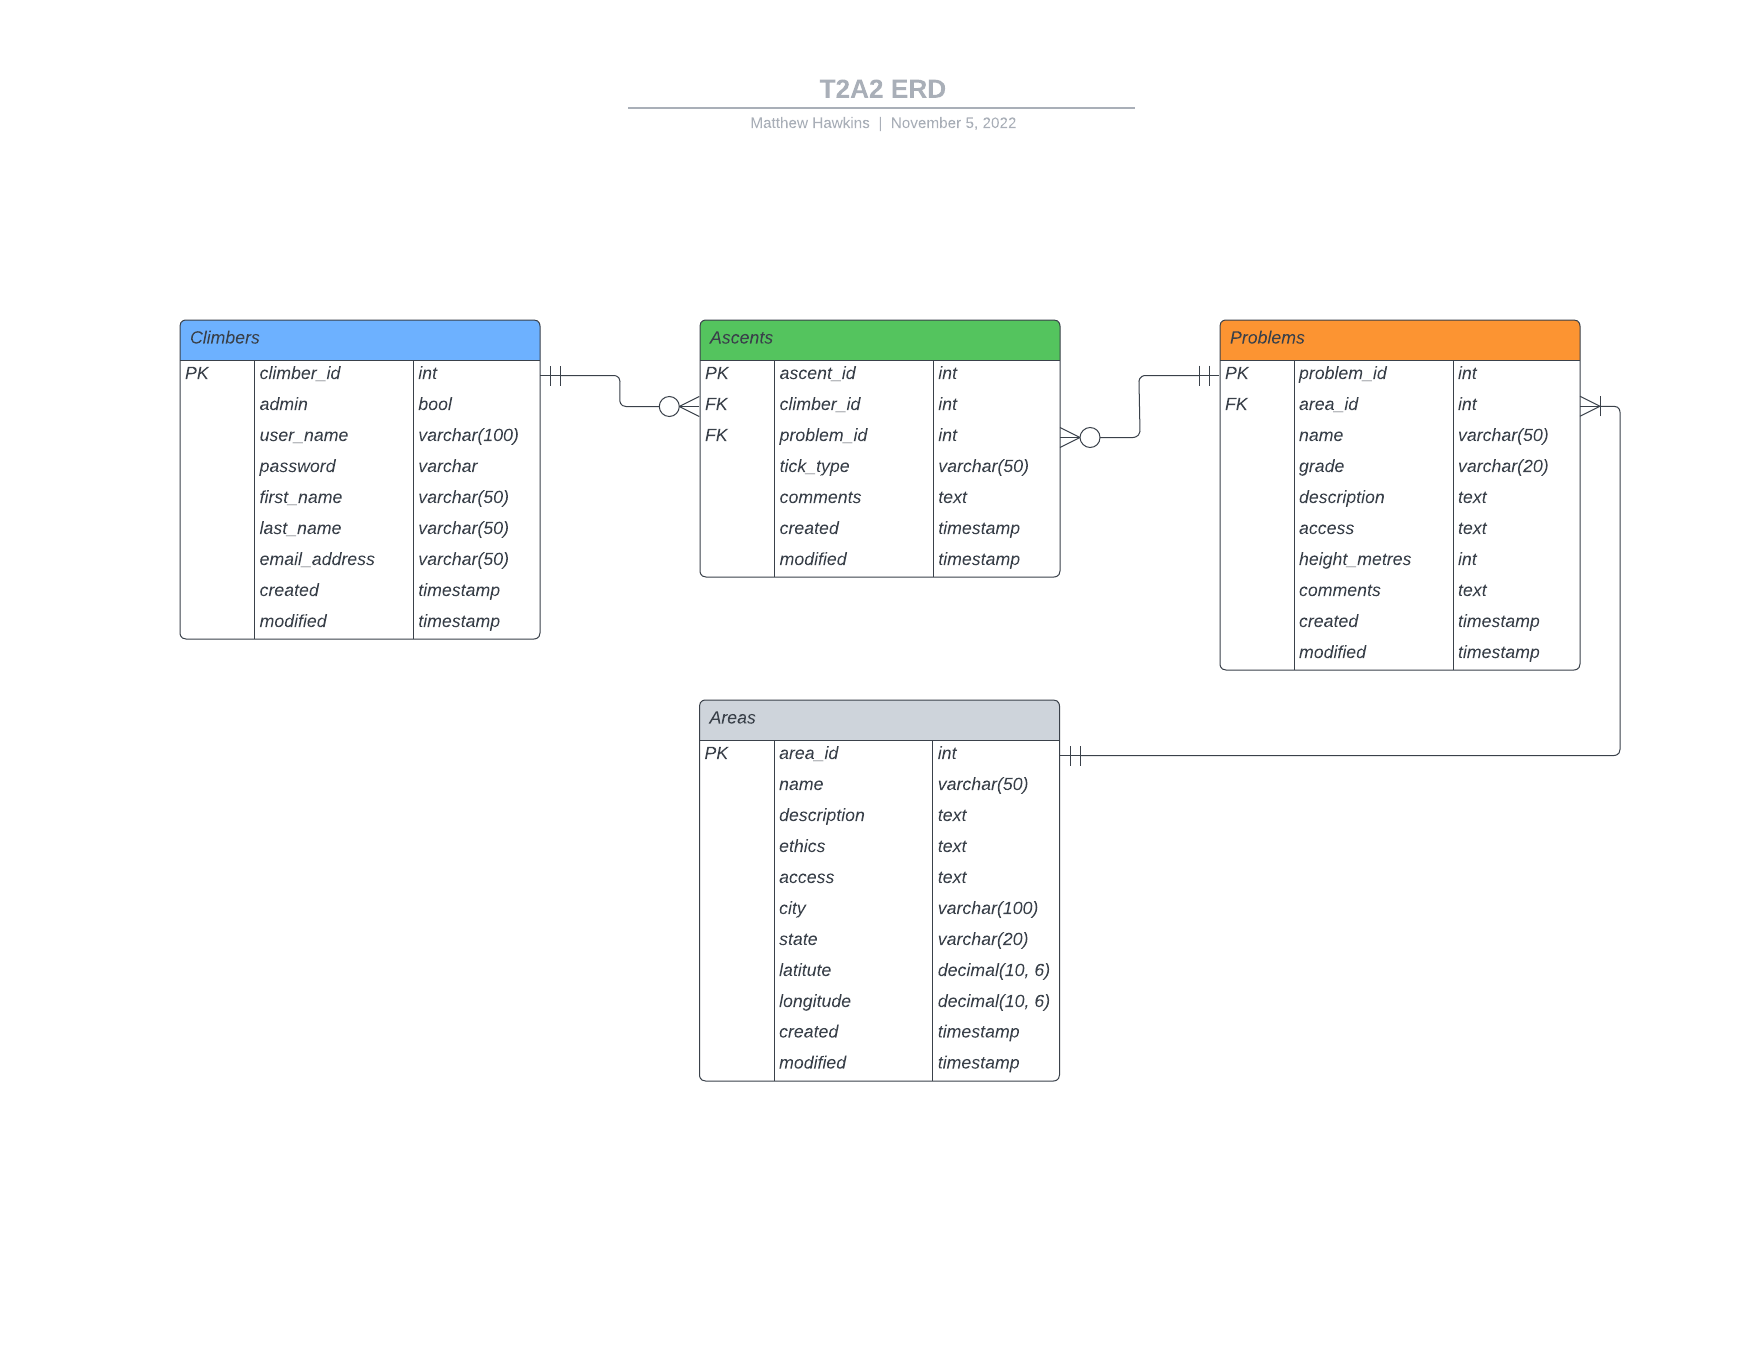 T2A2 ERD
Matthew Hawkins | November 5, 2022
Climbers
PK climber_id int
admin bool
user_name varchar(100)
password varchar
first_name varchar(50)
last_name varchar(50)
email_address varchar(50)
created timestamp
modified timestamp
Ascents
PK ascent_id int
FK climber_id int
FK problem_id int
tick_type varchar(50)
comments text
created timestamp
modified timestamp
Problems
PK problem_id int
FK area_id int
name varchar(50)
grade varchar(20)
description text
access text
height_metres int
comments text
created timestamp
modified timestamp
Areas
PK area_id int
name varchar(50)
description text
ethics text
access text
city varchar(100)
state varchar(20)
latitute decimal(10, 6)
longitude decimal(10, 6)
created timestamp
modified timestamp